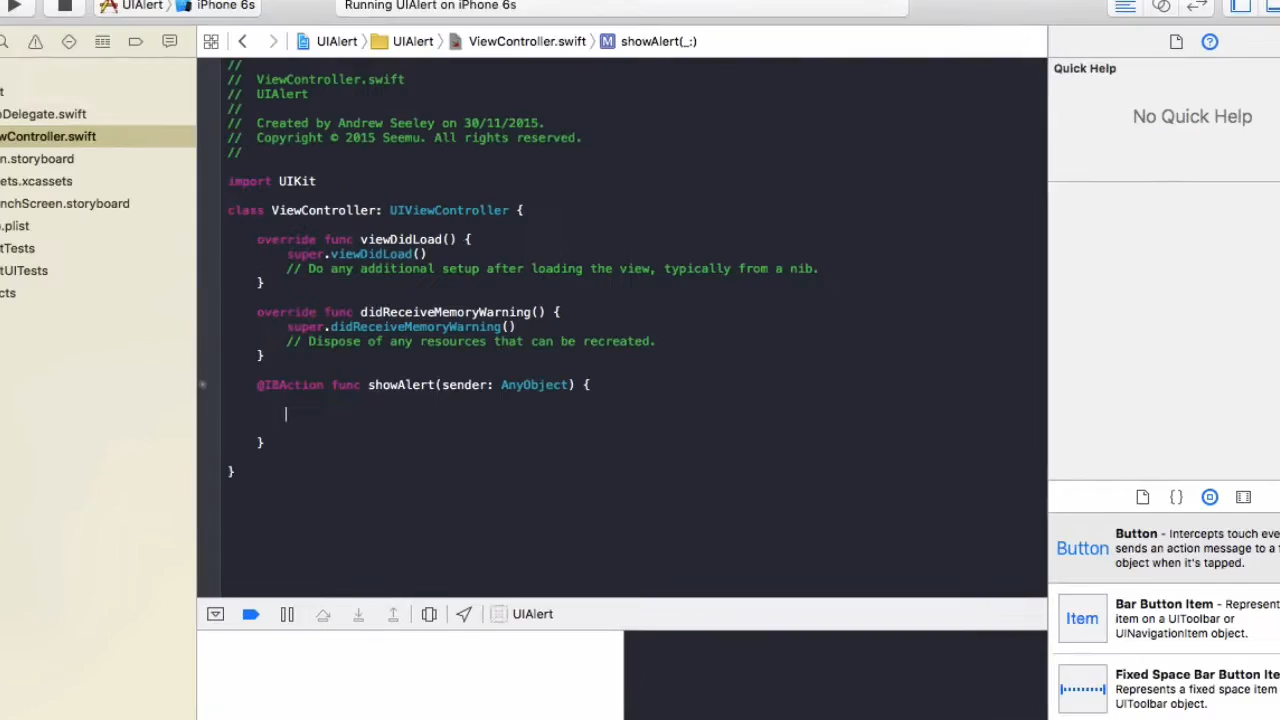 UIAlert iPhone 6s
Running UIAlert on iPhone 6s
UIAlert
UIAlert
ViewController.swift
M showAlert(_:)
t
Delegate.swift
wController.swift
n.storyboard
ets.xcassets
nchScreen.storyboard
.plist
tTests
tUITests
cts
//
// ViewController.swift
// UIAlert
//
// Created by Andrew Seeley on 30/11/2015.
// Copyright © 2015 Seemu. All rights reserved.
//
import UIKit
class ViewController: UIViewController {
override func viewDidLoad() {
super.viewDidLoad()
// Do any additional setup after loading the view, typically from a nib.
}
override func didReceiveMemoryWarning() {
super.didReceiveMemoryWarning()
// Dispose of any resources that can be recreated.
}
@IBAction func showAlert(sender: AnyObject) {
}
}
UIAlert
Quick Help
No Quick Help
{}
Button
Button - Intercepts touch eve
sends an action message to a t
object when it's tapped.
Item
Bar Button Item - Represent
item on a UIToolbar or
UINavigationItem object.
Fixed Space Bar Button Ite
Represents a fixed space item
UIToolbar object.